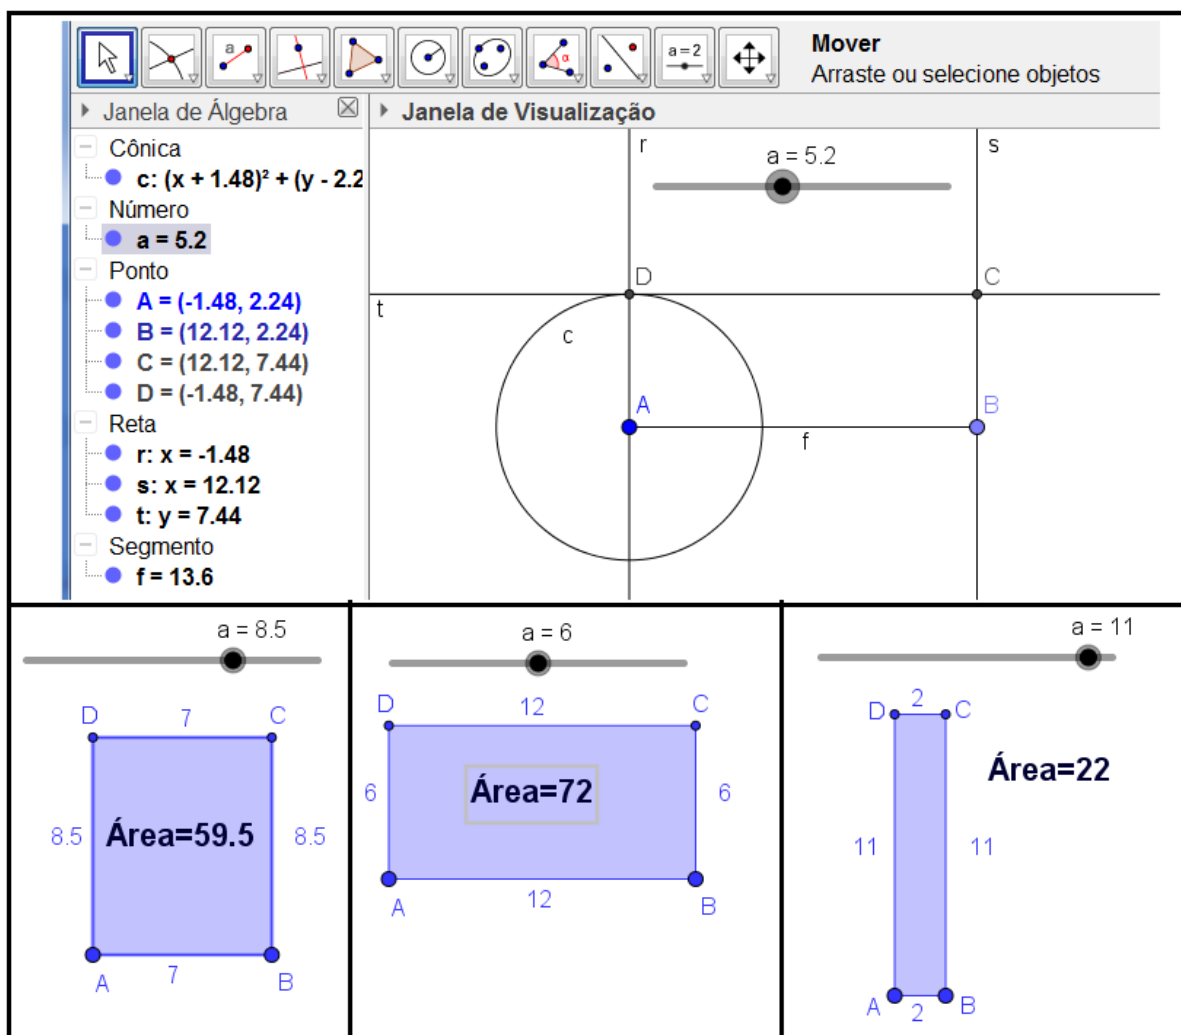 a
α
a = 2
Mover
Arraste ou selecione objetos
Janela de Álgebra
Janela de Visualização
Cônica
c: (x + 1.48)² + (y - 2.2
Número
a = 5.2
Ponto
A = (-1.48, 2.24)
B = (12.12, 2.24)
C = (12.12, 7.44)
D = (-1.48, 7.44)
Reta
r: x = -1.48
s: x = 12.12
t: y = 7.44
Segmento
f = 13.6
r
a = 5.2
s
D
C
t
c
A
B
f
a = 8.5
D
7
C
8.5
Área=59.5
8.5
A
7
B
a = 6
D
12
C
6
Área=72
6
A
12
B
a = 11
D
2
C
Área=22
11
11
A
2
B